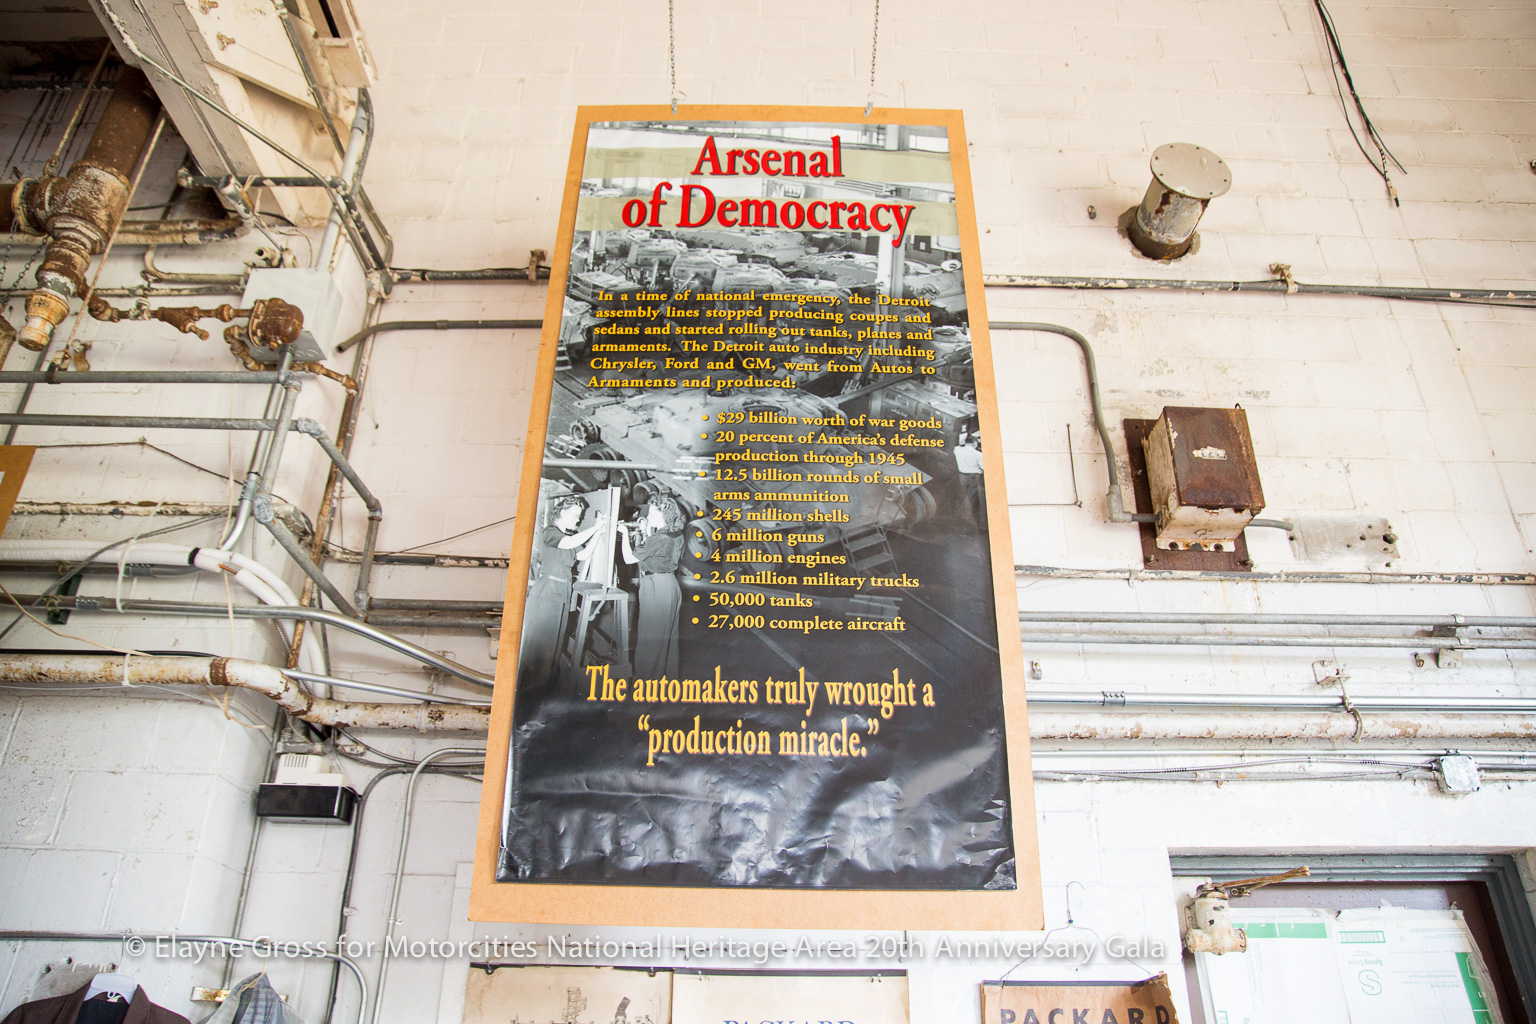 Arsenal
of Democracy
In a time of national emergency, the Detroit
assembly lines stopped producing coupes and
sedans and started rolling out tanks, planes and
armaments. The Detroit auto industry including
Chrysler, Ford and GM, went from Autos to
Armaments and produced:
• $29 billion worth of war goods
• 20 percent of America's defense
production through 1945
• 12.5 billion rounds of small
arms ammunition
• 245 million shells
• 6 million guns
• 4 million engines
• 2.6 million military trucks
• 50,000 tanks
• 27,000 complete aircraft
The automakers truly wrought a
“production miracle.”
© Elayne Gross for Motorcities National Heritage Area 20th Anniversary Gala
PACKARD
PACKARD
S